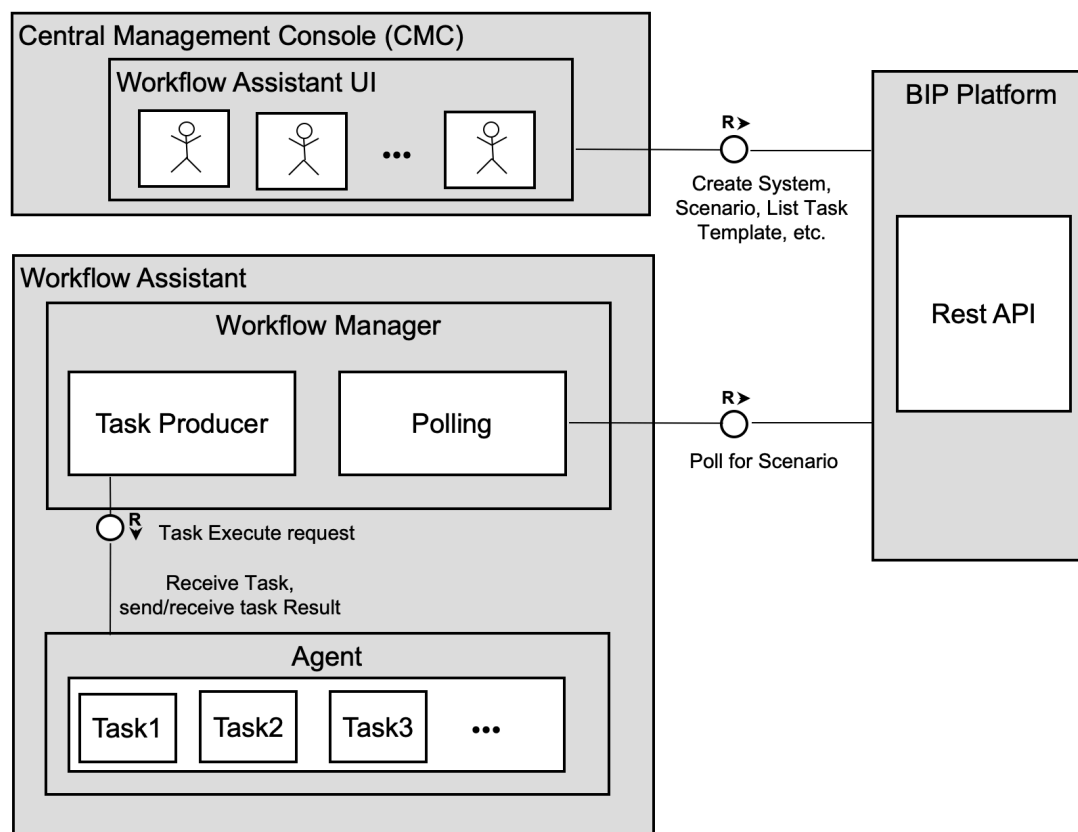 Central Management Console (CMC)
Workflow Assistant UI
•••
R
Create System,
Scenario, List Task
Template, etc.
BIP Platform
Rest API
Workflow Assistant
Workflow Manager
Task Producer
Polling
R
Poll for Scenario
R
Task Execute request
Receive Task,
send/receive task Result
Agent
Task1
Task2
Task3
•••